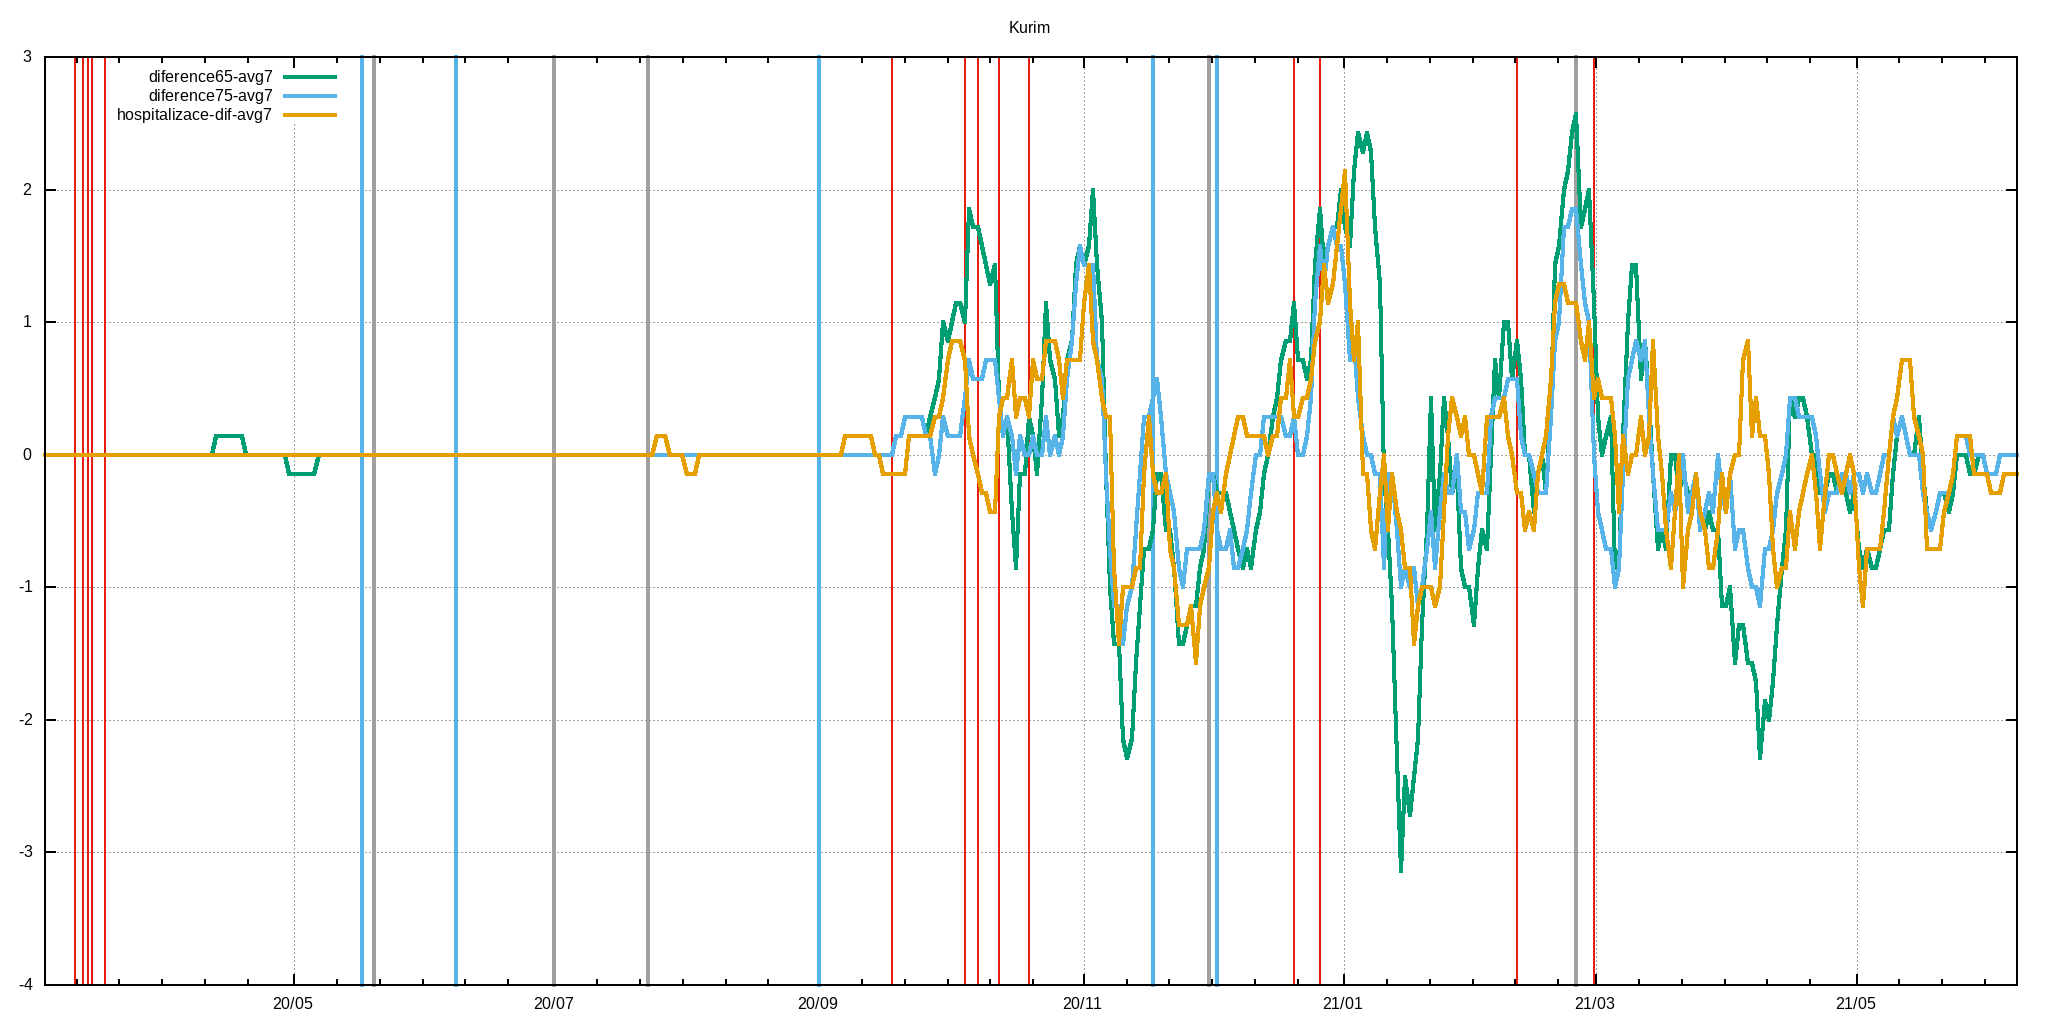 Kurim
3
diference65-avg7
diference75-avg7
hospitalizace-dif-avg7
2
1
0
-1
-2
-3
-4
20/05 20/07 20/09 20/11 21/01 21/03 21/05